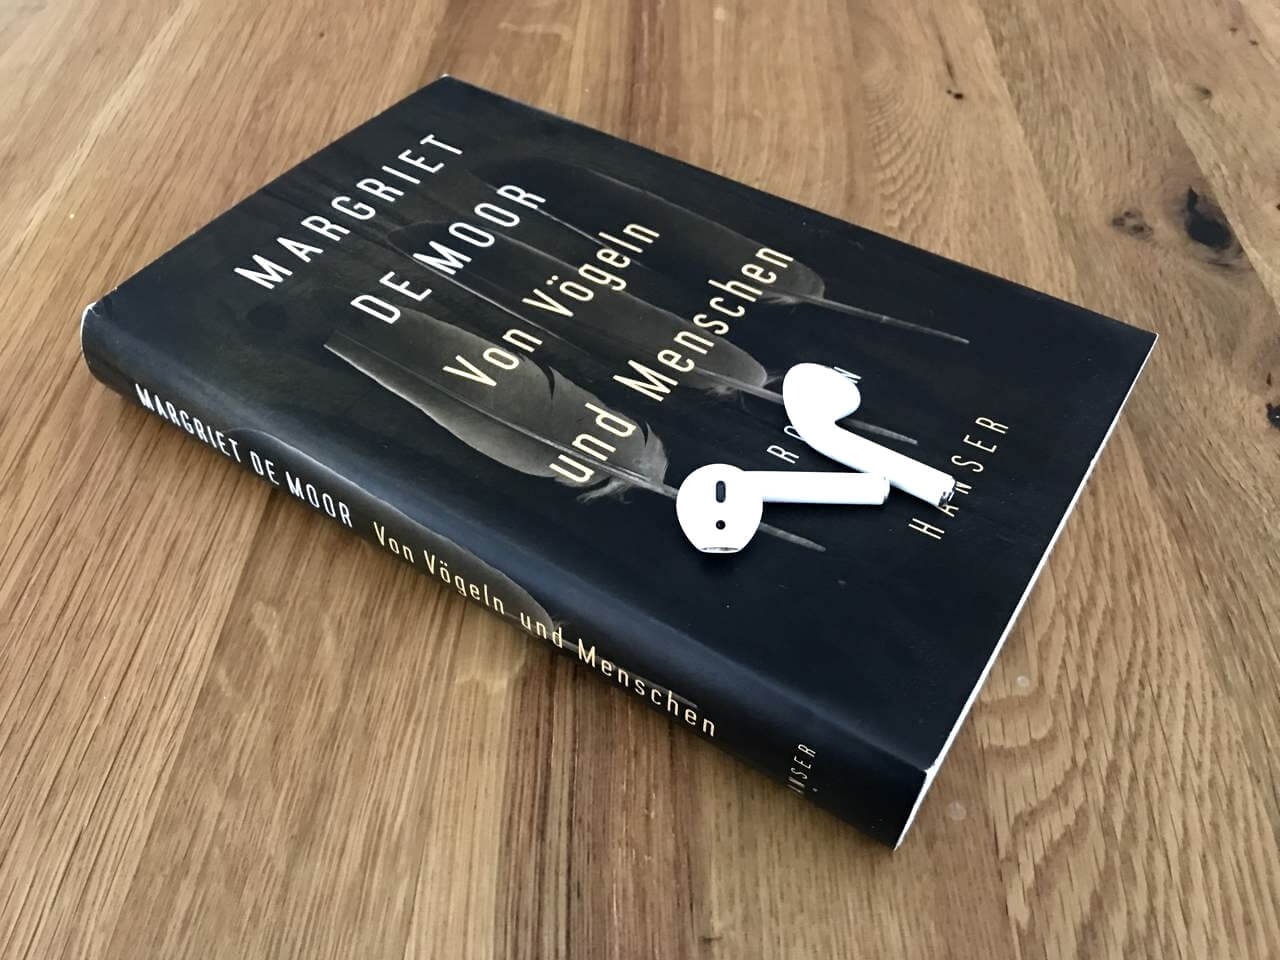 MARGRIET
DE MOOR
Von Vögeln
und Menschen
HANSER
MARGRIET DE MOOR Von Vögeln und Menschen